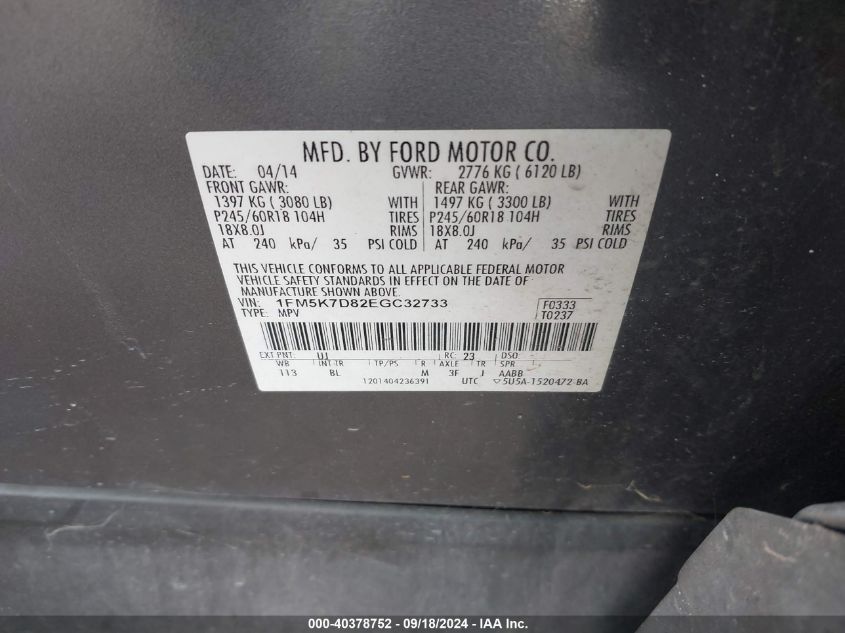 MFD. BY FORD MOTOR CO.
DATE: 04/14 GVWR: 2776 KG ( 6120 LB)
FRONT GAWR: REAR GAWR:
1397 KG ( 3080 LB) WITH 1497 KG ( 3300 LB) WITH
P245/60R18 104H TIRES P245/60R18 104H TIRES
18X8.0J RIMS 18X8.0J RIMS
AT 240 kPa/ 35 PSI COLD AT 240 kPa/ 35 PSI COLD
THIS VEHICLE CONFORMS TO ALL APPLICABLE FEDERAL MOTOR
VEHICLE SAFETY STANDARDS IN EFFECT ON THE DATE OF
MANUFACTURE SHOWN ABOVE.
VIN: 1FM5K7D82EGC32733 F0333
TYPE: MPV T0237
EXT PNT: UJ RC: 23 DSO:
WB INT TR TP/PS R AXLE TR SPR
113 BL M 3F J AABB
1201404236391 UTC ▽5U5A-1520472-BA
000-40378752 - 09/18/2024 - IAA Inc.